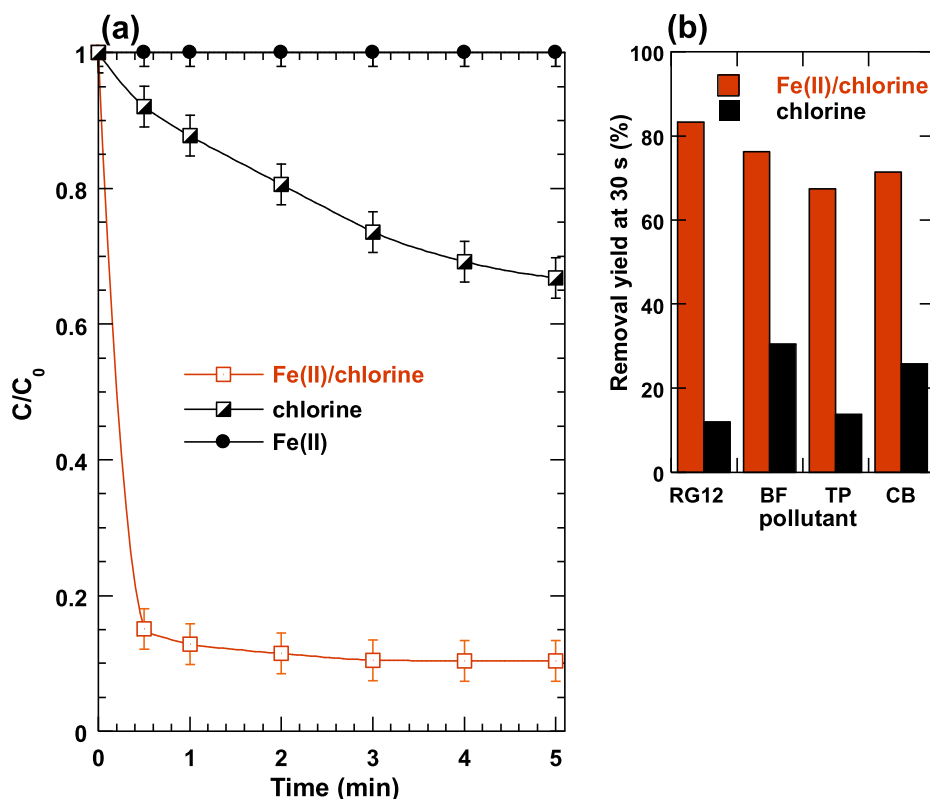 (a)
1
0.8
0.6
0.4
0.2
0
C/C0
Fe(II)/chlorine
chlorine
Fe(II)
0 1 2 3 4 5
Time (min)
(b)
100
80
60
40
20
0
Removal yield at 30 s (%)
Fe(II)/chlorine
chlorine
RG12 BF TP CB
pollutant